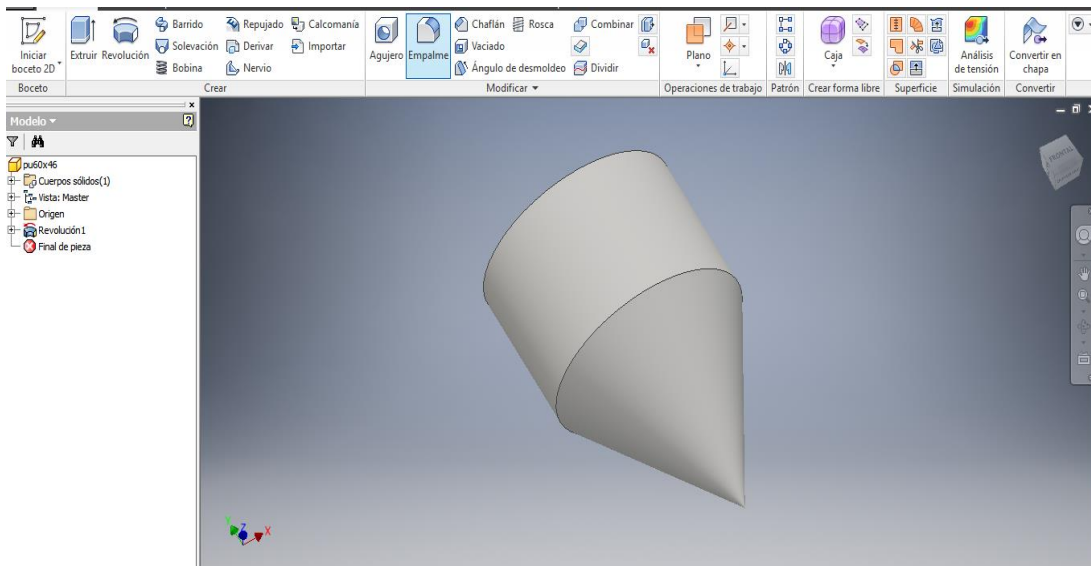 Iniciar boceto 2D
Extruir
Revolución
Barrido
Solevación
Bobina
Repujado
Derivar
Nervio
Calcomanía
Importar
Agujero
Empalme
Chaflán
Vaciado
Ángulo de desmoldeo
Rosca
Combinar
Dividir
Plano
Caja
Análisis de tensión
Convertir en chapa
Boceto
Crear
Modificar
Operaciones de trabajo
Patrón
Crear forma libre
Superficie
Simulación
Convertir
Modelo
pu60x46
Cuerpos sólidos(1)
Vista: Master
Origen
Revolución1
Final de pieza
FRONTAL
Y
Z
X